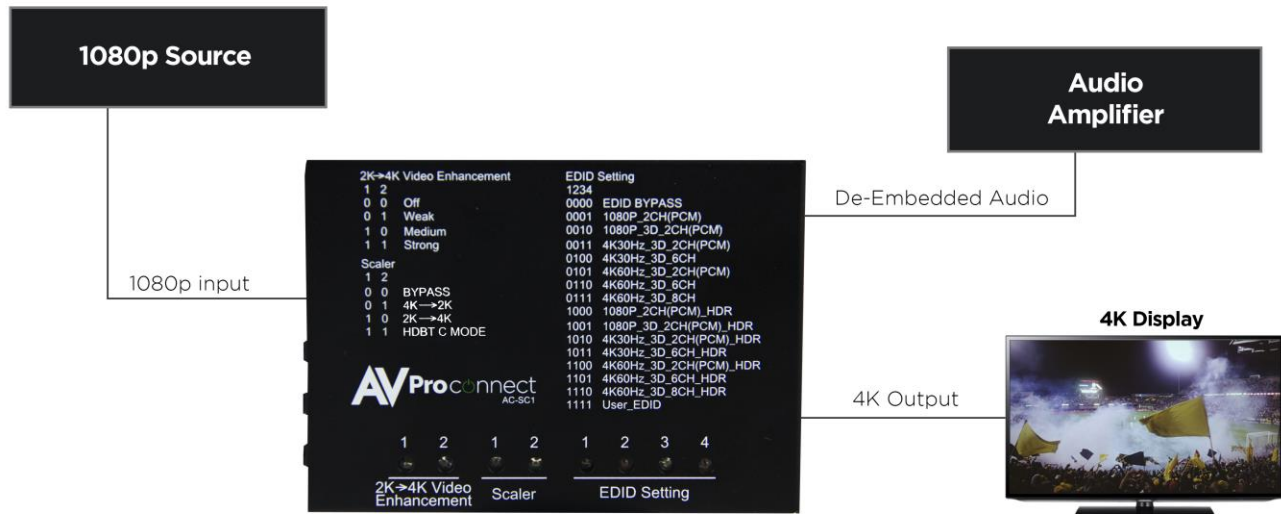 1080p Source
Audio
Amplifier
1080p input
De-Embedded Audio
4K Display
4K Output
2K→4K Video Enhancement
1 2
0 0 Off
0 1 Weak
1 0 Medium
1 1 Strong
Scaler
1 2
0 0 BYPASS
0 1 4K→2K
1 0 2K→4K
1 1 HDBT C MODE
EDID Setting
1234
0000 EDID BYPASS
0001 1080P_2CH(PCM)
0010 1080P_3D_2CH(PCM)
0011 4K30Hz_3D_2CH(PCM)
0100 4K30Hz_3D_6CH
0101 4K60Hz_3D_2CH(PCM)
0110 4K60Hz_3D_6CH
0111 4K60Hz_3D_8CH
1000 1080P_2CH(PCM)_HDR
1001 1080P_3D_2CH(PCM)_HDR
1010 4K30Hz_3D_2CH(PCM)_HDR
1011 4K30Hz_3D_6CH_HDR
1100 4K60Hz_3D_2CH(PCM)_HDR
1101 4K60Hz_3D_6CH_HDR
1110 4K60Hz_3D_8CH_HDR
1111 User_EDID
AVProconnect
AC-SC1
1 2 1 2 1 2 3 4
2K→4K Video
Enhancement
Scaler
EDID Setting